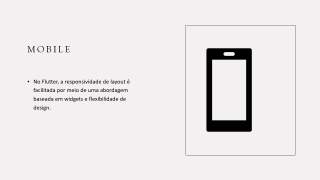 MOBILE
• No Flutter, a responsividade de layout é
facilitada por meio de uma abordagem
baseada em widgets e flexibilidade de
design.